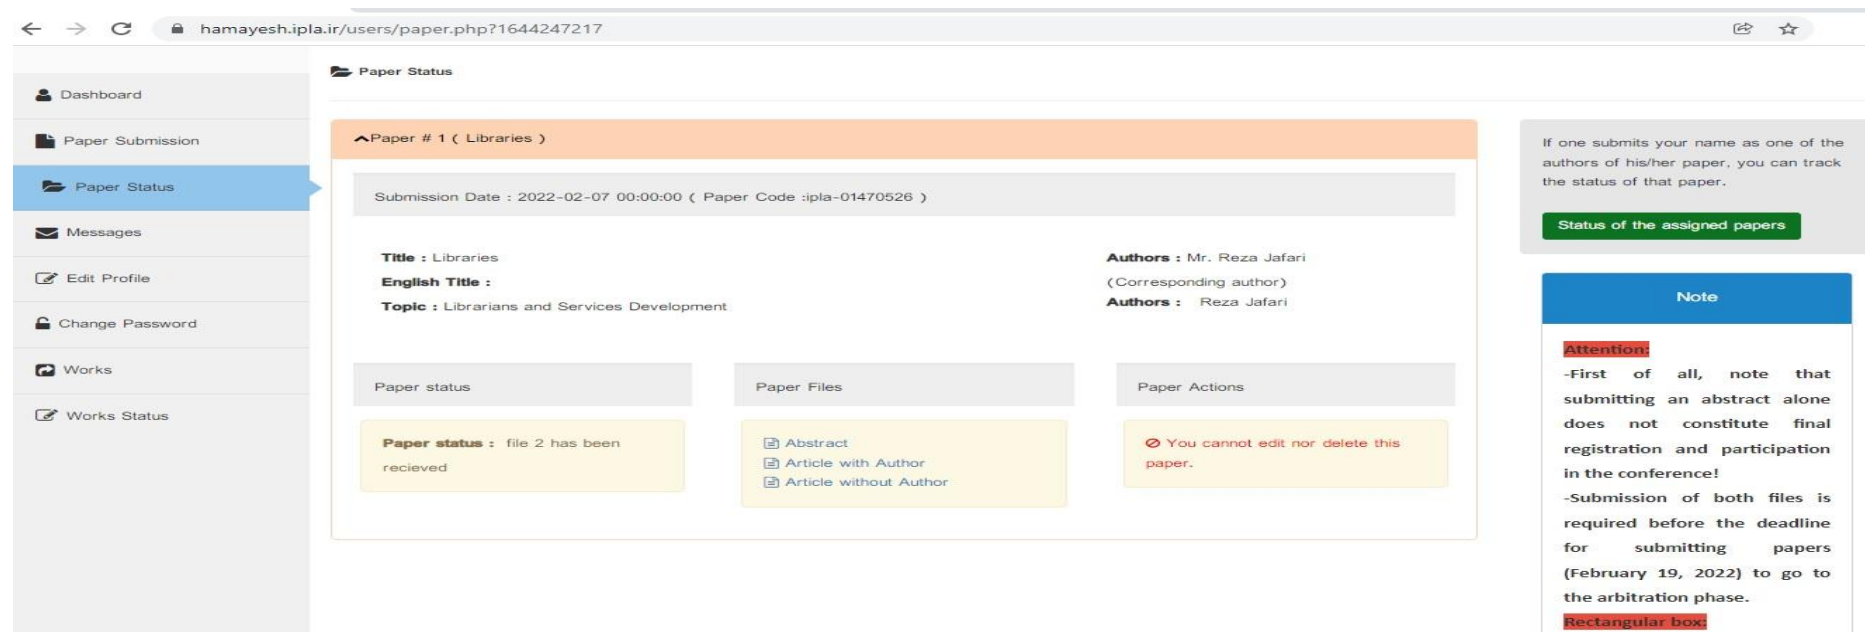 hamayesh.ipla.ir/users/paper.php?1644247217
Dashboard
Paper Submission
Paper Status
Messages
Edit Profile
Change Password
Works
Works Status
Paper Status
Paper # 1 ( Libraries )
Submission Date : 2022-02-07 00:00:00 ( Paper Code :ipla-01470526 )
Title : Libraries
English Title :
Topic : Librarians and Services Development
Authors : Mr. Reza Jafari
(Corresponding author)
Authors : Reza Jafari
Paper status
Paper status : file 2 has been
recieved
Paper Files
Abstract
Article with Author
Article without Author
Paper Actions
You cannot edit nor delete this
paper.
If one submits your name as one of the
authors of his/her paper, you can track
the status of that paper.
Status of the assigned papers
Note
Attention:
-First of all, note that
submitting an abstract alone
does not constitute final
registration and participation
in the conference!
-Submission of both files is
required before the deadline
for submitting papers
(February 19, 2022) to go to
the arbitration phase.
Rectangular box: